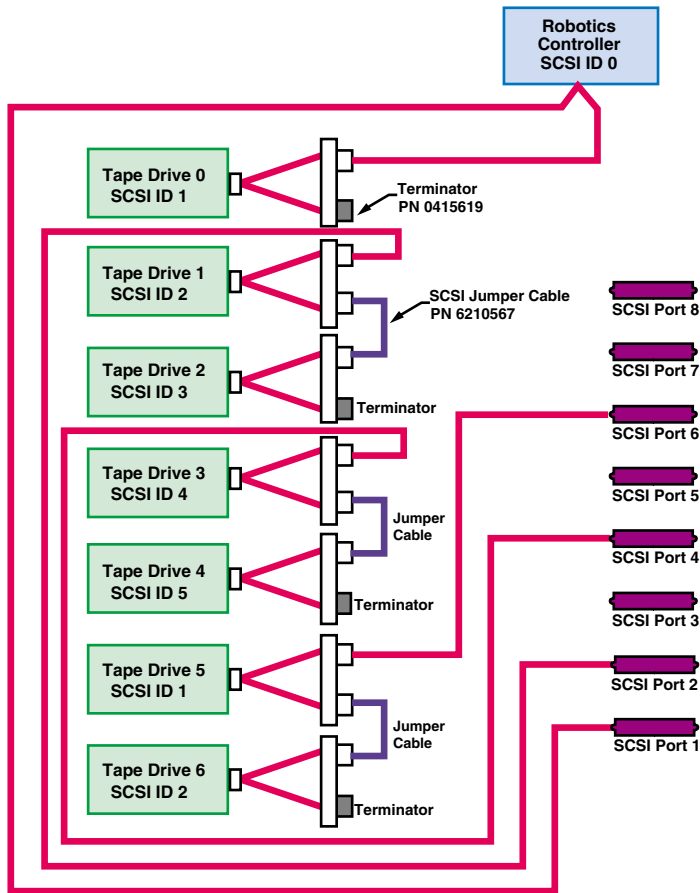 Robotics
Controller
SCSI ID 0
Tape Drive 0
SCSI ID 1
Terminator
PN 0415619
Tape Drive 1
SCSI ID 2
SCSI Jumper Cable
PN 6210567
SCSI Port 8
Tape Drive 2
SCSI ID 3
SCSI Port 7
Terminator
SCSI Port 6
Tape Drive 3
SCSI ID 4
SCSI Port 5
Jumper
Cable
SCSI Port 4
Tape Drive 4
SCSI ID 5
Terminator
SCSI Port 3
Tape Drive 5
SCSI ID 1
SCSI Port 2
Jumper
Cable
SCSI Port 1
Tape Drive 6
SCSI ID 2
Terminator